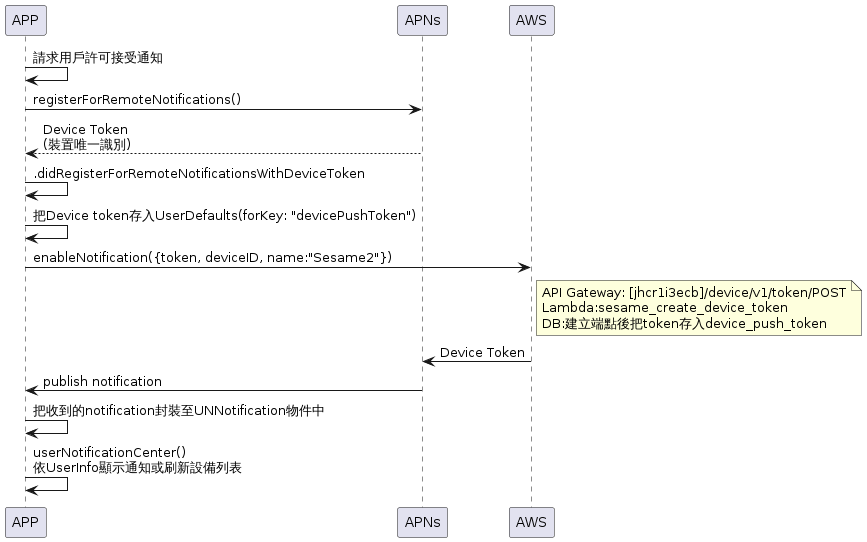 APP
APNs
AWS
請求用戶許可接受通知
registerForRemoteNotifications()
Device Token
(裝置唯一識別)
.didRegisterForRemoteNotificationsWithDeviceToken
把Device token存入UserDefaults(forKey: "devicePushToken")
enableNotification({token, deviceID, name:"Sesame2"})
API Gateway: [jhcr1i3ecb]/device/v1/token/POST
Lambda:sesame_create_device_token
DB:建立端點後把token存入device_push_token
Device Token
publish notification
把收到的notification封裝至UNNotification物件中
userNotificationCenter()
依UserInfo顯示通知或刷新設備列表
APP
APNs
AWS